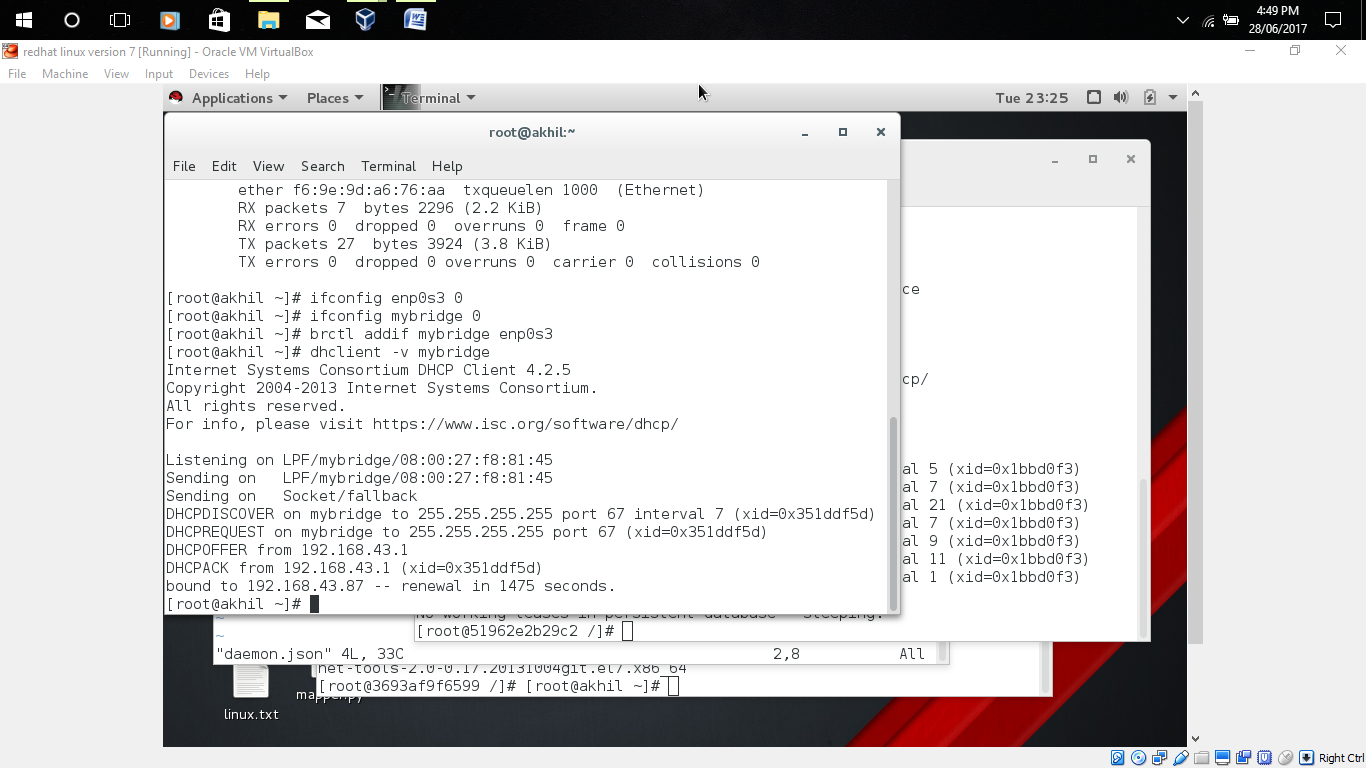 4:49 PM
28/06/2017
redhat linux version 7 [Running] - Oracle VM VirtualBox
File Machine View Input Devices Help
Applications Places Terminal Tue 23:25
root@akhil:~
File Edit View Search Terminal Help
ether f6:9e:9d:a6:76:aa txqueuelen 1000 (Ethernet)
RX packets 7 bytes 2296 (2.2 KiB)
RX errors 0 dropped 0 overruns 0 frame 0
TX packets 27 bytes 3924 (3.8 KiB)
TX errors 0 dropped 0 overruns 0 carrier 0 collisions 0
[root@akhil ~]# ifconfig enp0s3 0
[root@akhil ~]# ifconfig mybridge 0
[root@akhil ~]# brctl addif mybridge enp0s3
[root@akhil ~]# dhclient -v mybridge
Internet Systems Consortium DHCP Client 4.2.5
Copyright 2004-2013 Internet Systems Consortium.
All rights reserved.
For info, please visit https://www.isc.org/software/dhcp/
Listening on LPF/mybridge/08:00:27:f8:81:45
Sending on LPF/mybridge/08:00:27:f8:81:45
Sending on Socket/fallback
DHCPDISCOVER on mybridge to 255.255.255.255 port 67 interval 7 (xid=0x351ddf5d)
DHCPREQUEST on mybridge to 255.255.255.255 port 67 (xid=0x351ddf5d)
DHCPOFFER from 192.168.43.1
DHCPACK from 192.168.43.1 (xid=0x351ddf5d)
bound to 192.168.43.87 -- renewal in 1475 seconds.
[root@akhil ~]#
ce
cp/
al 5 (xid=0x1bbd0f3)
al 7 (xid=0x1bbd0f3)
al 21 (xid=0x1bbd0f3)
al 7 (xid=0x1bbd0f3)
al 9 (xid=0x1bbd0f3)
al 11 (xid=0x1bbd0f3)
al 1 (xid=0x1bbd0f3)
No working leases in persistent database - sleeping.
[root@51962e2b29c2 /]#
~
~
"daemon.json" 4L, 33C 2,8 All
net-tools-2.0-0.17.20131004git.el7.x86_64
[root@3693af9f6599 /]# [root@akhil ~]#
mapper.py
linux.txt
Right Ctrl